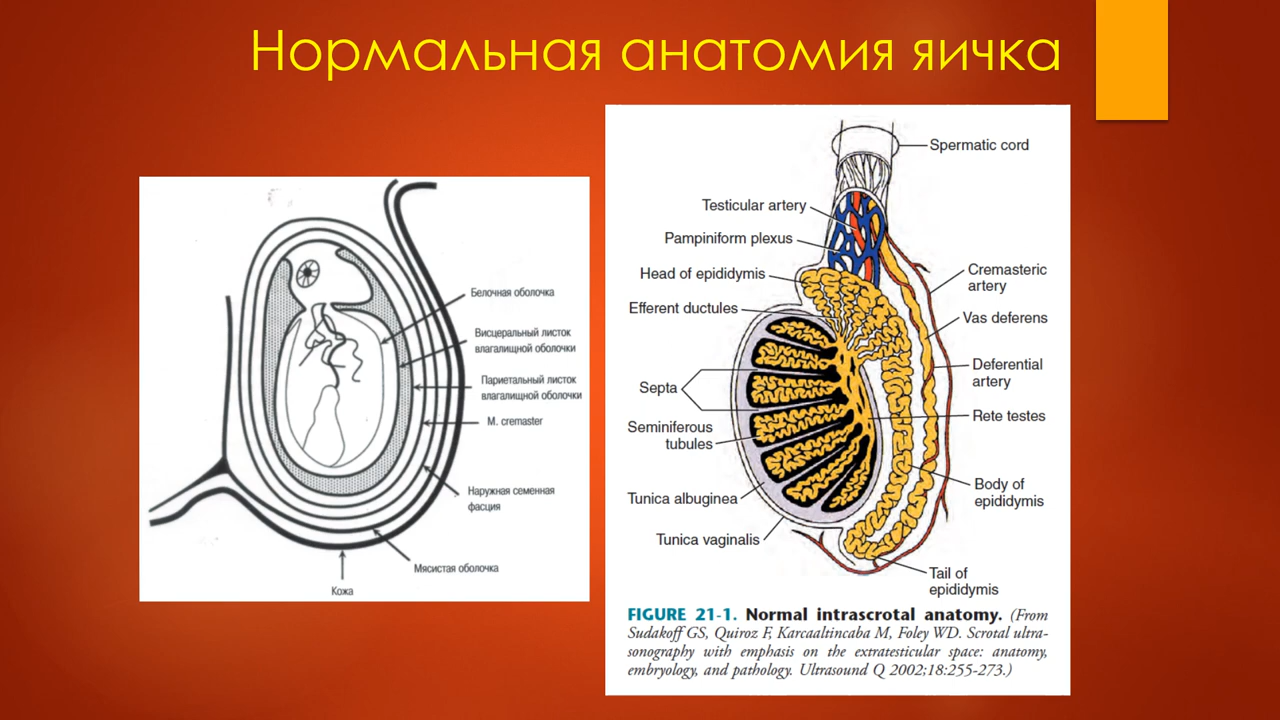 Нормальная анатомия яичка
Белочная оболочка
Висцеральный листок
влагалищной оболочки
Париетальный листок
влагалищной оболочки
M. cremaster
Наружная семенная
фасция
Мясистая оболочка
Кожа
Spermatic cord
Testicular artery
Pampiniform plexus
Head of epididymis
Efferent ductules
Septa
Seminiferous
tubules
Tunica albuginea
Tunica vaginalis
Cremasteric
artery
Vas deferens
Deferential
artery
Rete testes
Body of
epididymis
Tail of
epididymis
FIGURE 21-1. Normal intrascrotal anatomy. (From
Sudakoff GS, Quiroz F, Karcaaltincaba M, Foley WD. Scrotal ultra-
sonography with emphasis on the extratesticular space: anatomy,
embryology, and pathology. Ultrasound Q 2002;18:255-273.)